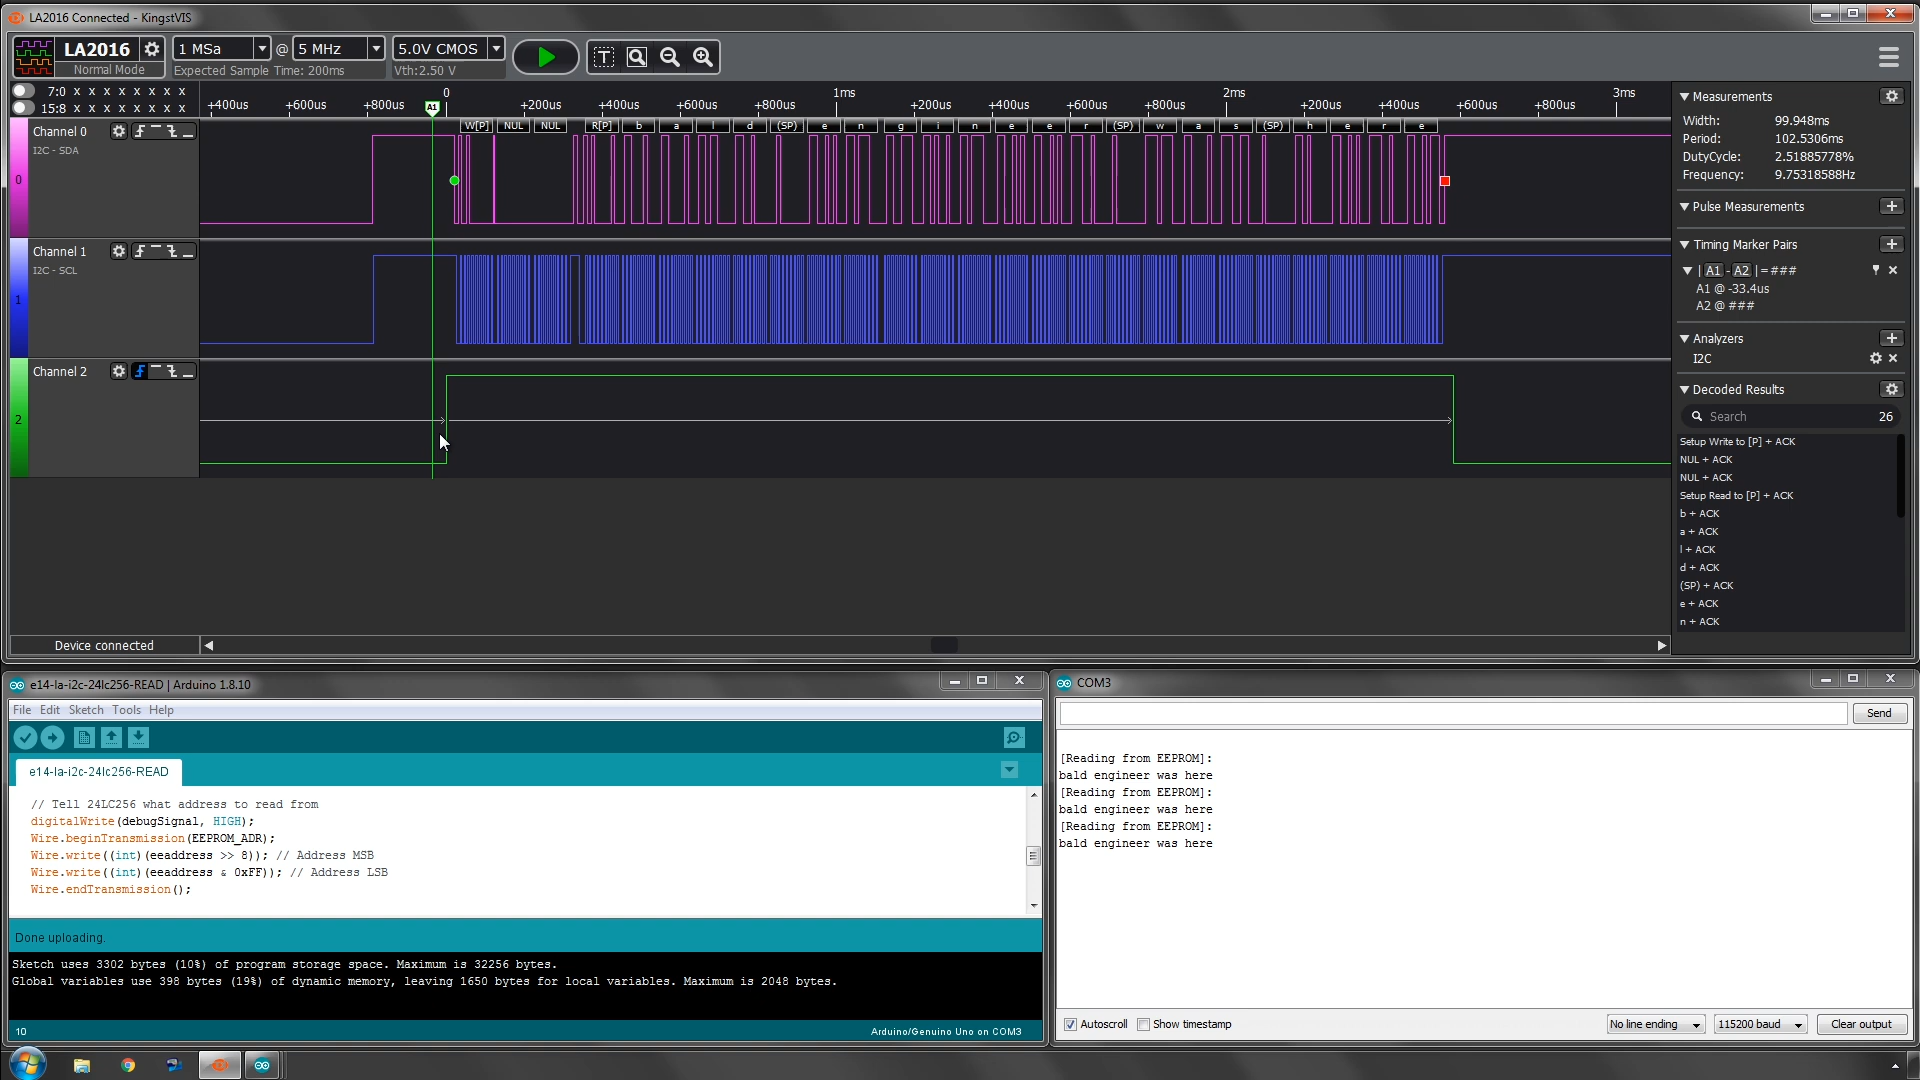 LA2016 Connected - KingstVIS
LA2016
Normal Mode
1 MSa @ 5 MHz
Expected Sample Time: 200ms
5.0V CMOS
Vth:2.50 V
7:0 x x x x x x x x
15:8 x x x x x x x x
+400us +600us +800us A1 0 +200us +400us +600us +800us 1ms +200us +400us +600us +800us 2ms +200us +400us +600us +800us 3ms
W[P] NUL NUL R[P] b a l d (SP) e n g i n e e r (SP) w a s (SP) h e r e
Channel 0
I2C - SDA
0
Channel 1
I2C - SCL
1
Channel 2
2
Device connected
Measurements
Width: 99.948ms
Period: 102.5306ms
DutyCycle: 2.51885778%
Frequency: 9.75318588Hz
Pulse Measurements
Timing Marker Pairs
| A1 - A2 | = ###
A1 @ -33.4us
A2 @ ###
Analyzers
I2C
Decoded Results
Search 26
Setup Write to [P] + ACK
NUL + ACK
NUL + ACK
Setup Read to [P] + ACK
b + ACK
a + ACK
l + ACK
d + ACK
(SP) + ACK
e + ACK
n + ACK
e14-la-i2c-24lc256-READ | Arduino 1.8.10
File Edit Sketch Tools Help
e14-la-i2c-24lc256-READ
// Tell 24LC256 what address to read from
digitalWrite(debugSignal, HIGH);
Wire.beginTransmission(EEPROM_ADR);
Wire.write((int)(eeaddress >> 8)); // Address MSB
Wire.write((int)(eeaddress & 0xFF)); // Address LSB
Wire.endTransmission();
Done uploading.
Sketch uses 3302 bytes (10%) of program storage space. Maximum is 32256 bytes.
Global variables use 398 bytes (19%) of dynamic memory, leaving 1650 bytes for local variables. Maximum is 2048 bytes.
10
Arduino/Genuino Uno on COM3
COM3
Send
[Reading from EEPROM]:
bald engineer was here
[Reading from EEPROM]:
bald engineer was here
[Reading from EEPROM]:
bald engineer was here
Autoscroll Show timestamp
No line ending
115200 baud
Clear output